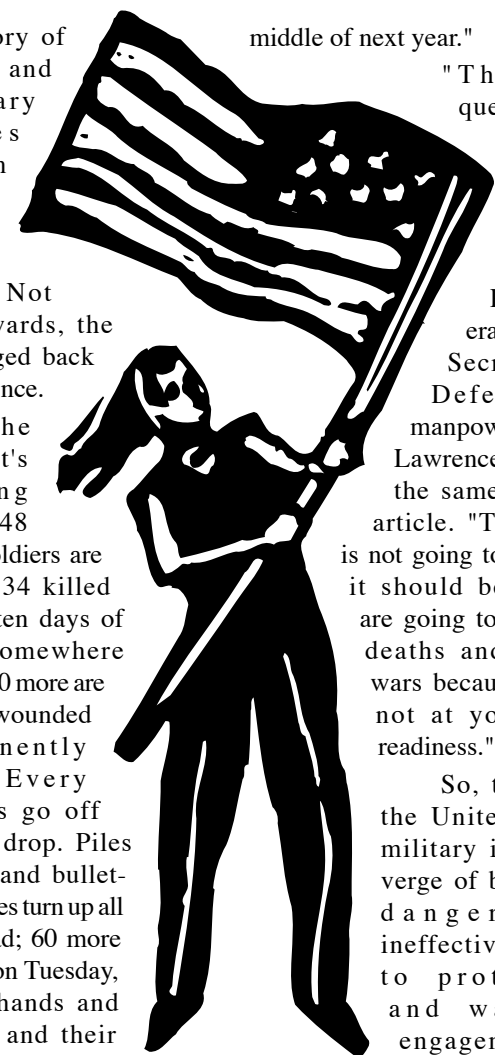 ory of
and
ary
es
n
Not
vards, the
ged back
nce.
he
t's
ng
48
oldiers are
34 killed
ten days of
omewhere
0 more are
wounded
nently
Every
s go off
drop. Piles
and bullet-
es turn up all
d; 60 more
on Tuesday,
hands and
and their
middle of next year."
"Th
que
era
Secr
Defe
manpow
Lawrence
the same
article. "T
is not going to
it should be
are going to
deaths and
wars becau
not at yo
readiness."
So, t
the Unite
military i
verge of b
danger
ineffectiv
to prot
and wa
engagem